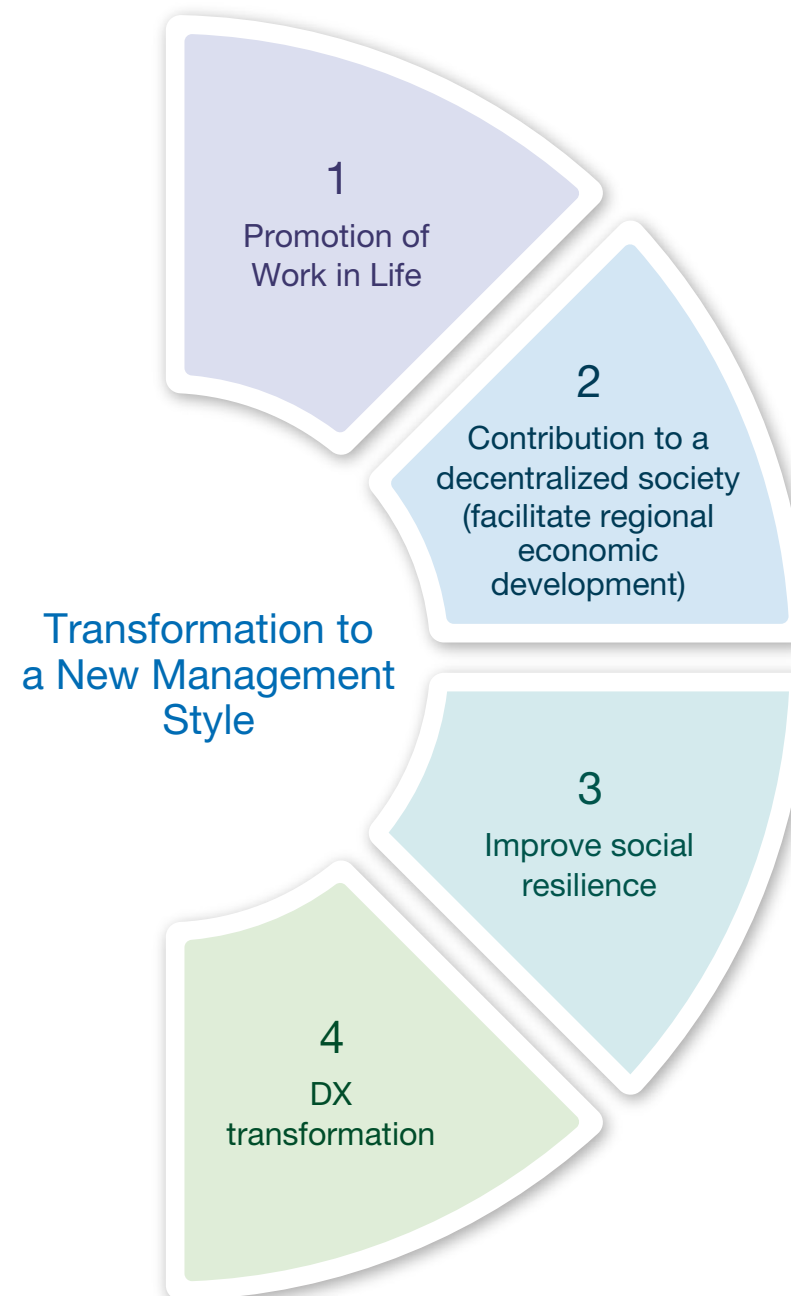 1
Promotion of
Work in Life
2
Contribution to a
decentralized society
(facilitate regional
economic
development)
Transformation to
a New Management
Style
3
Improve social
resilience
4
DX
transformation